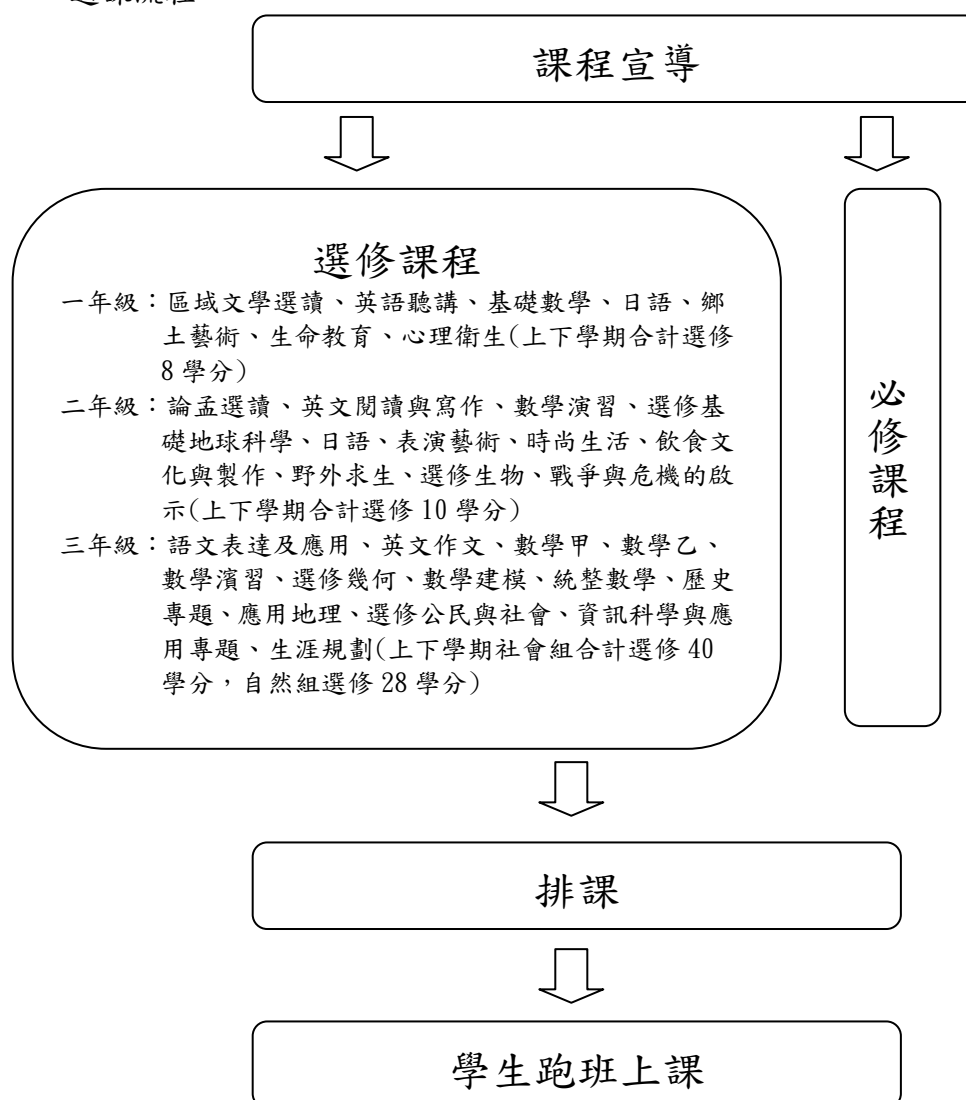 課程宣導
選修課程
一年級：區域文學選讀、英語聽講、基礎數學、日語、鄉
土藝術、生命教育、心理衛生(上下學期合計選修
8 學分)
二年級：論孟選讀、英文閱讀與寫作、數學演習、選修基
礎地球科學、日語、表演藝術、時尚生活、飲食文
化與製作、野外求生、選修生物、戰爭與危機的啟
示(上下學期合計選修 10 學分)
三年級：語文表達及應用、英文作文、數學甲、數學乙、
數學演習、選修幾何、數學建模、統整數學、歷史
專題、應用地理、選修公民與社會、資訊科學與應
用專題、生涯規劃(上下學期社會組合計選修 40
學分，自然組選修 28 學分)
必修課程
排課
學生跑班上課